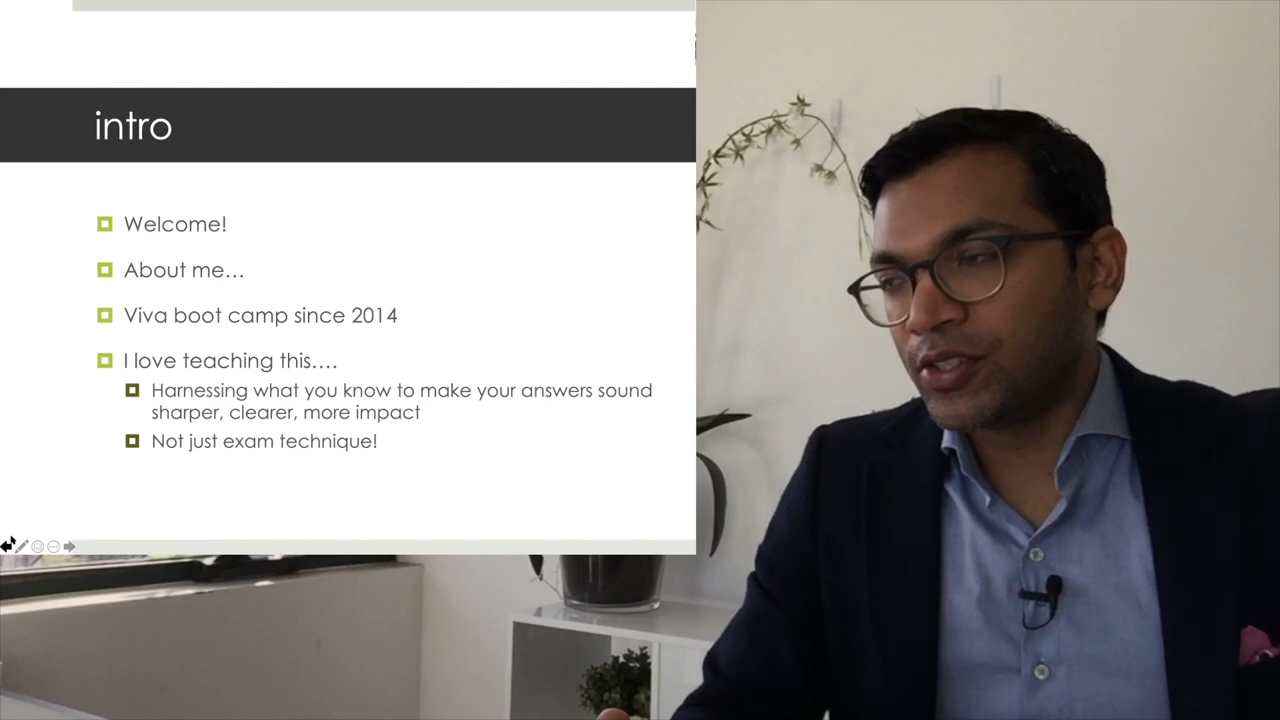 intro
Welcome!
About me…
Viva boot camp since 2014
I love teaching this….
Harnessing what you know to make your answers sound
sharper, clearer, more impact
Not just exam technique!